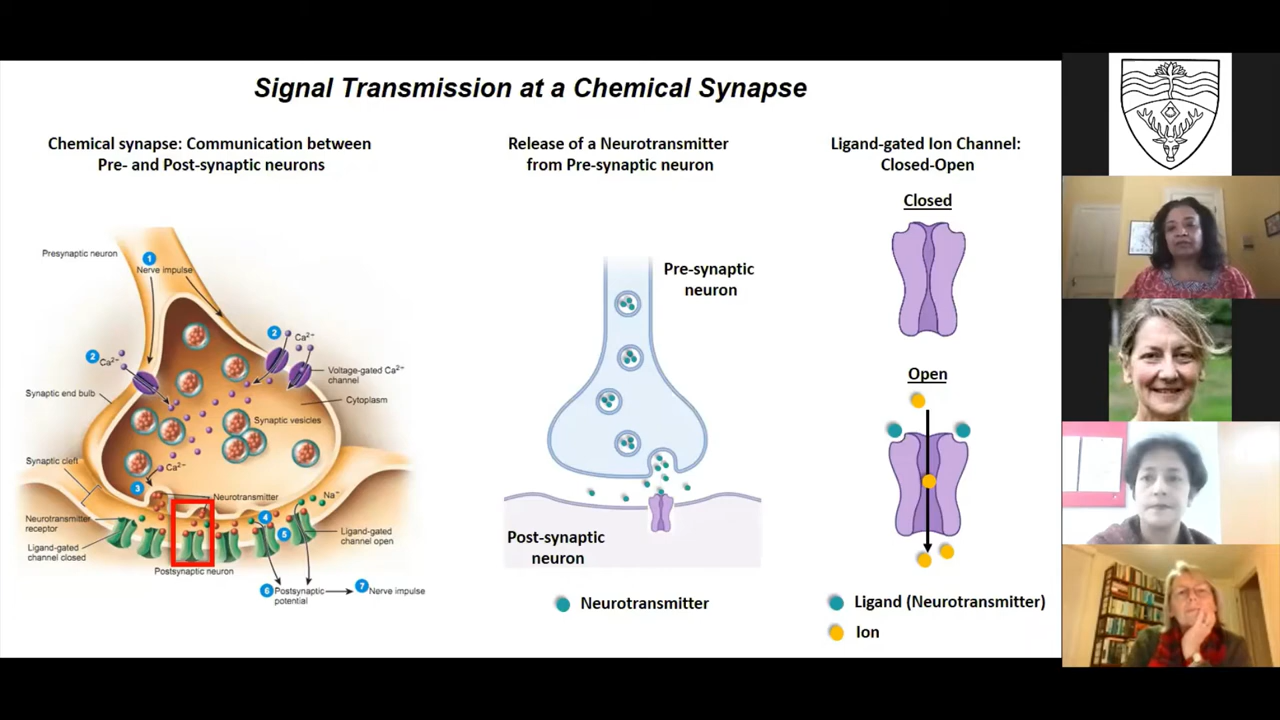 Signal Transmission at a Chemical Synapse
Chemical synapse: Communication between
Pre- and Post-synaptic neurons
Presynaptic neuron
1
Nerve impulse
2
Ca²⁺
2
Ca²⁺
Voltage-gated Ca²⁺
channel
Synaptic end bulb
Cytoplasm
Synaptic vesicles
Synaptic cleft
Ca²⁺
3
Neurotransmitter
Na⁺
Neurotransmitter
receptor
4
5
Ligand-gated
channel closed
Ligand-gated
channel open
Postsynaptic neuron
6
Postsynaptic
potential
7
Nerve impulse
Release of a Neurotransmitter
from Pre-synaptic neuron
Pre-synaptic
neuron
Post-synaptic
neuron
Neurotransmitter
Ligand-gated Ion Channel:
Closed-Open
Closed
Open
Ligand (Neurotransmitter)
Ion